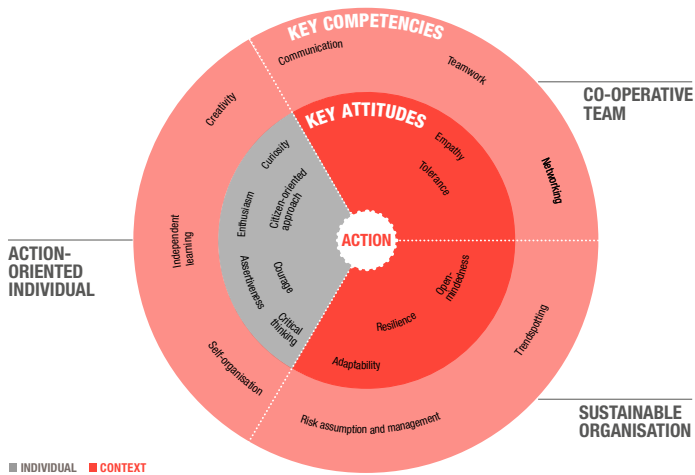 KEY COMPETENCIES
Communication
Teamwork
Creativity
CO-OPERATIVE
TEAM
KEY ATTITUDES
Curiosity
Empathy
Tolerance
Networking
Enthusiasm
Citizen-oriented
approach
Independent
learning
ACTION
ACTION-
ORIENTED
INDIVIDUAL
Assertiveness
Courage
Open-
mindedness
Critical
thinking
Resilience
Trendspotting
Adaptability
Self-organisation
Risk assumption and management
SUSTAINABLE
ORGANISATION
INDIVIDUAL
CONTEXT